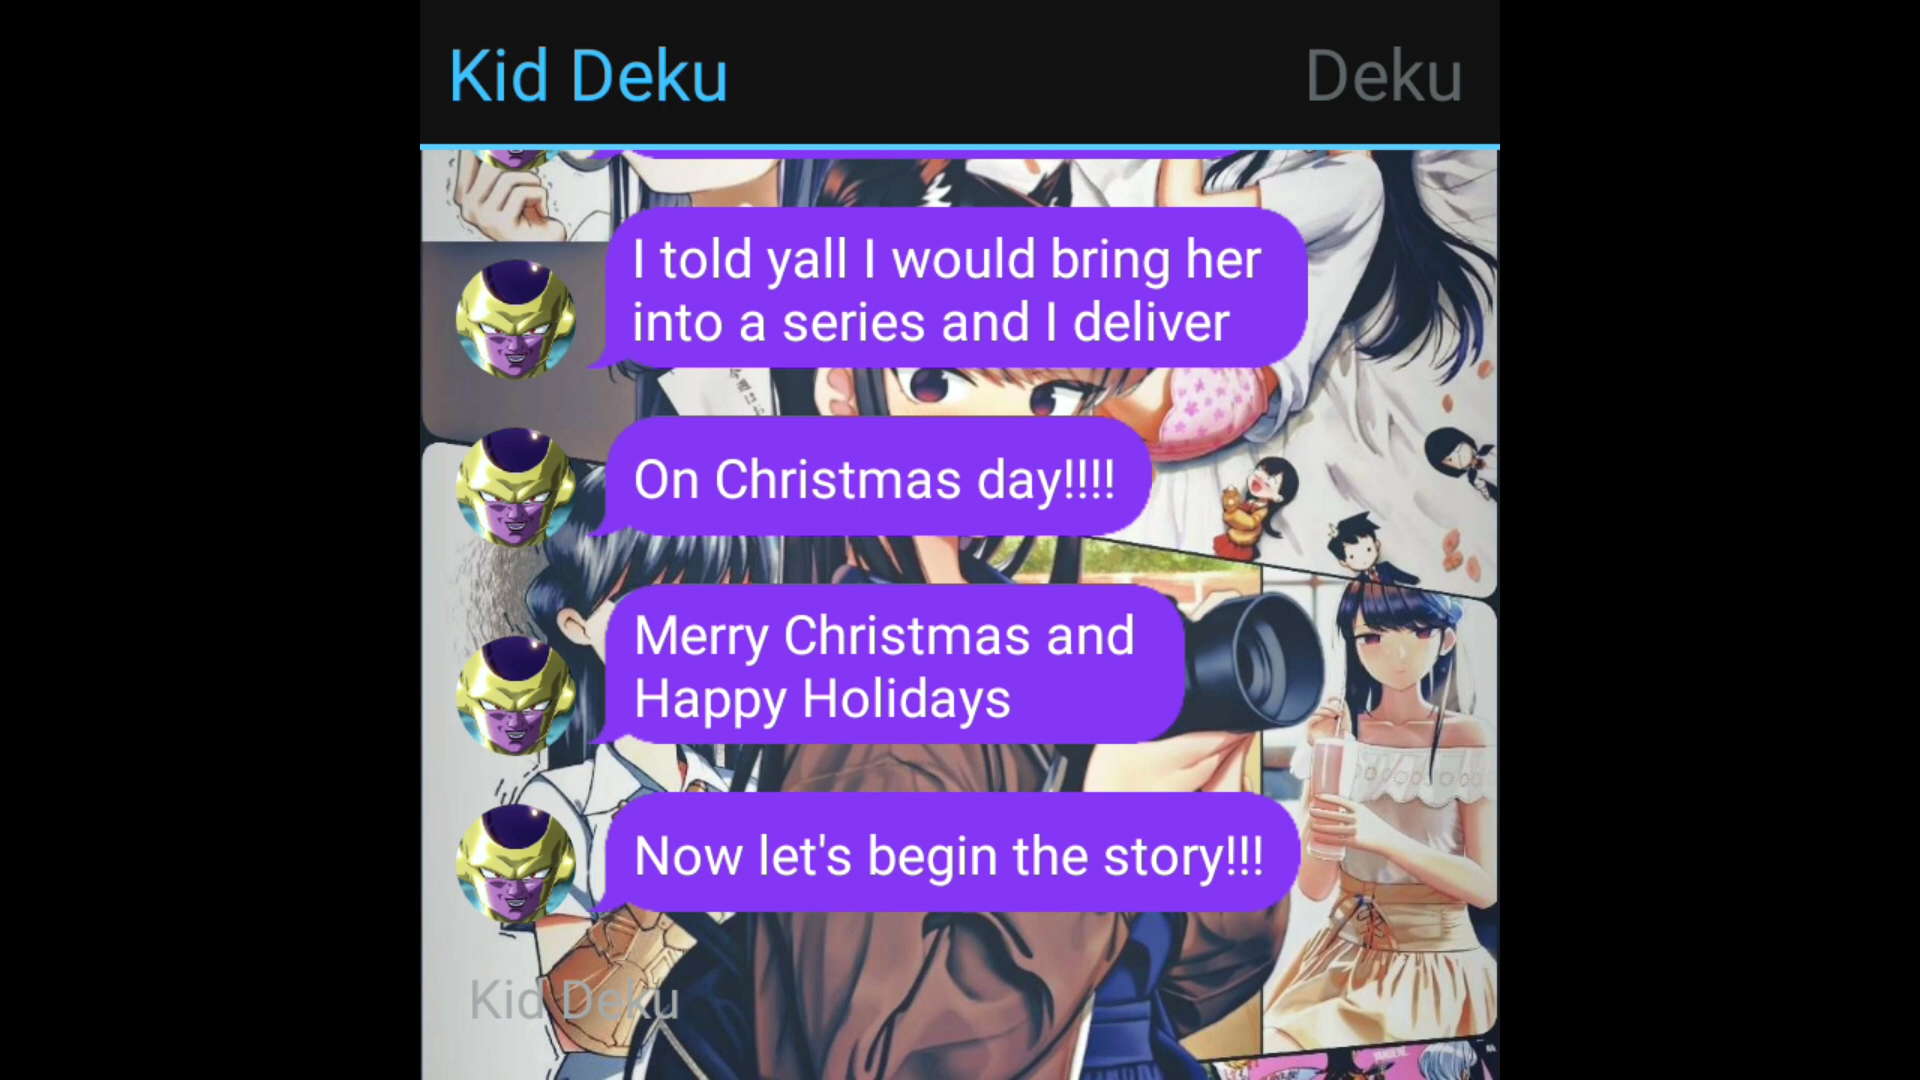 Kid Deku
Deku
I told yall I would bring her
into a series and I deliver
On Christmas day!!!!
Merry Christmas and
Happy Holidays
Now let's begin the story!!!
Kid Deku